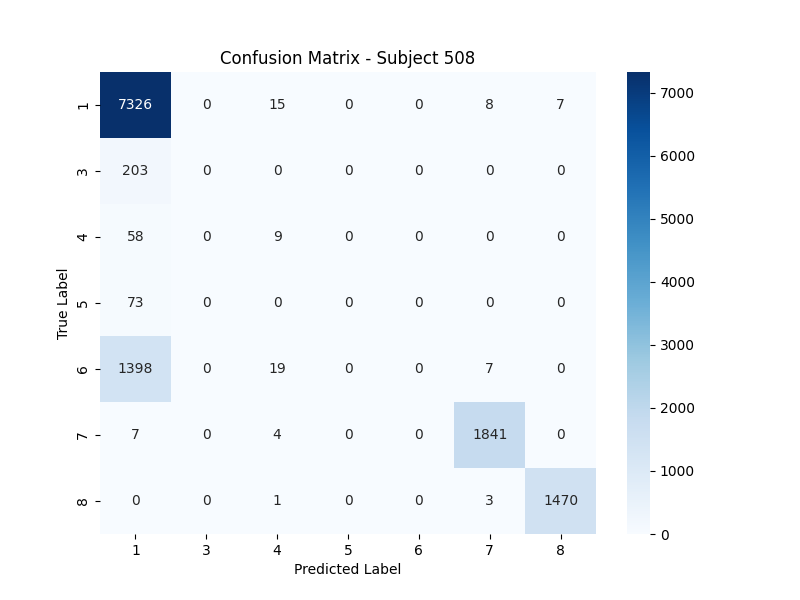 Confusion Matrix - Subject 508
True Label
1 7326 0 15 0 0 8 7
3 203 0 0 0 0 0 0
4 58 0 9 0 0 0 0
5 73 0 0 0 0 0 0
6 1398 0 19 0 0 7 0
7 7 0 4 0 0 1841 0
8 0 0 1 0 0 3 1470
1 3 4 5 6 7 8
Predicted Label
7000
6000
5000
4000
3000
2000
1000
0